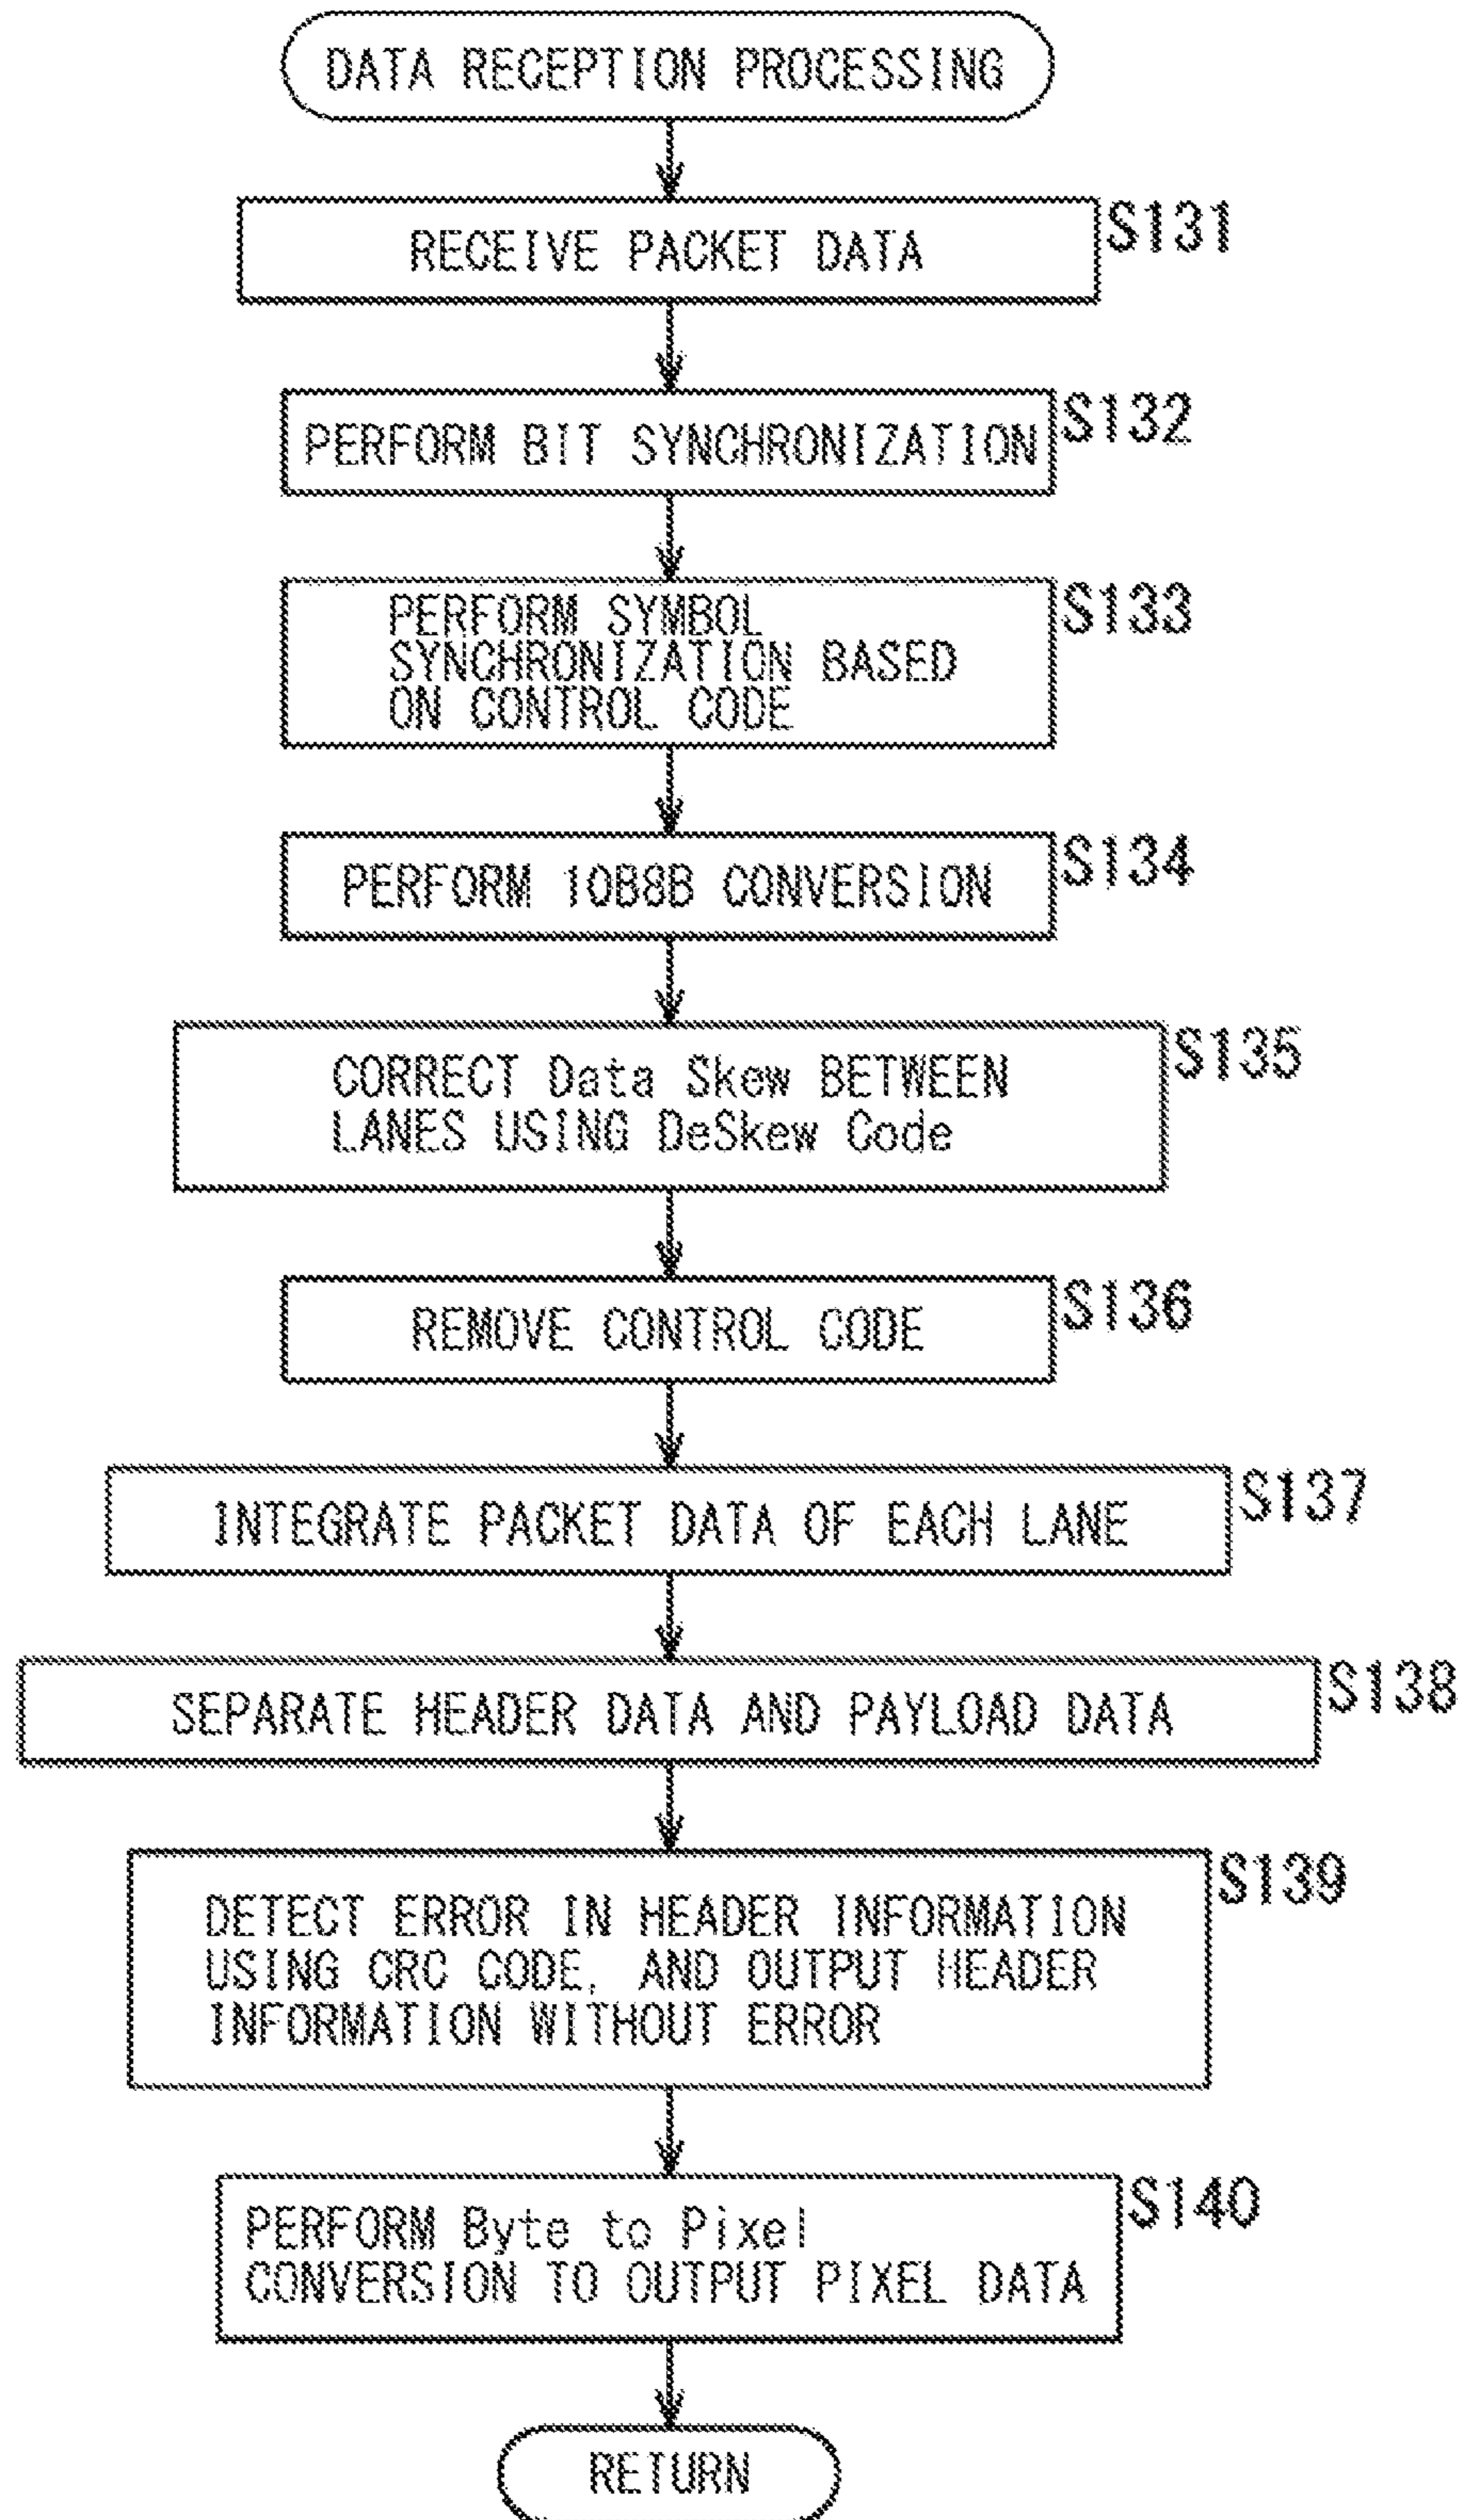 DATA RECEPTION PROCESSING
RECEIVE PACKET DATA
S131
PERFORM BIT SYNCHRONIZATION
S132
PERFORM SYMBOL
SYNCHRONIZATION BASED
ON CONTROL CODE
S133
PERFORM 10B8B CONVERSION
S134
CORRECT Data Skew BETWEEN
LANES USING DeSkew Code
S135
REMOVE CONTROL CODE
S136
INTEGRATE PACKET DATA OF EACH LANE
S137
SEPARATE HEADER DATA AND PAYLOAD DATA
S138
DETECT ERROR IN HEADER INFORMATION
USING CRC CODE, AND OUTPUT HEADER
INFORMATION WITHOUT ERROR
S139
PERFORM Byte to Pixel
CONVERSION TO OUTPUT PIXEL DATA
S140
RETURN